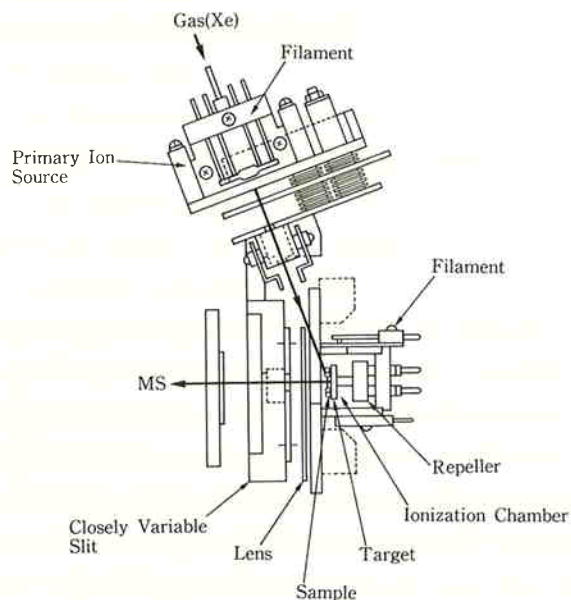 Gas(Xe)
Filament
Primary Ion
Source
Filament
MS
Repeller
Closely Variable
Slit
Ionization Chamber
Lens
Target
Sample